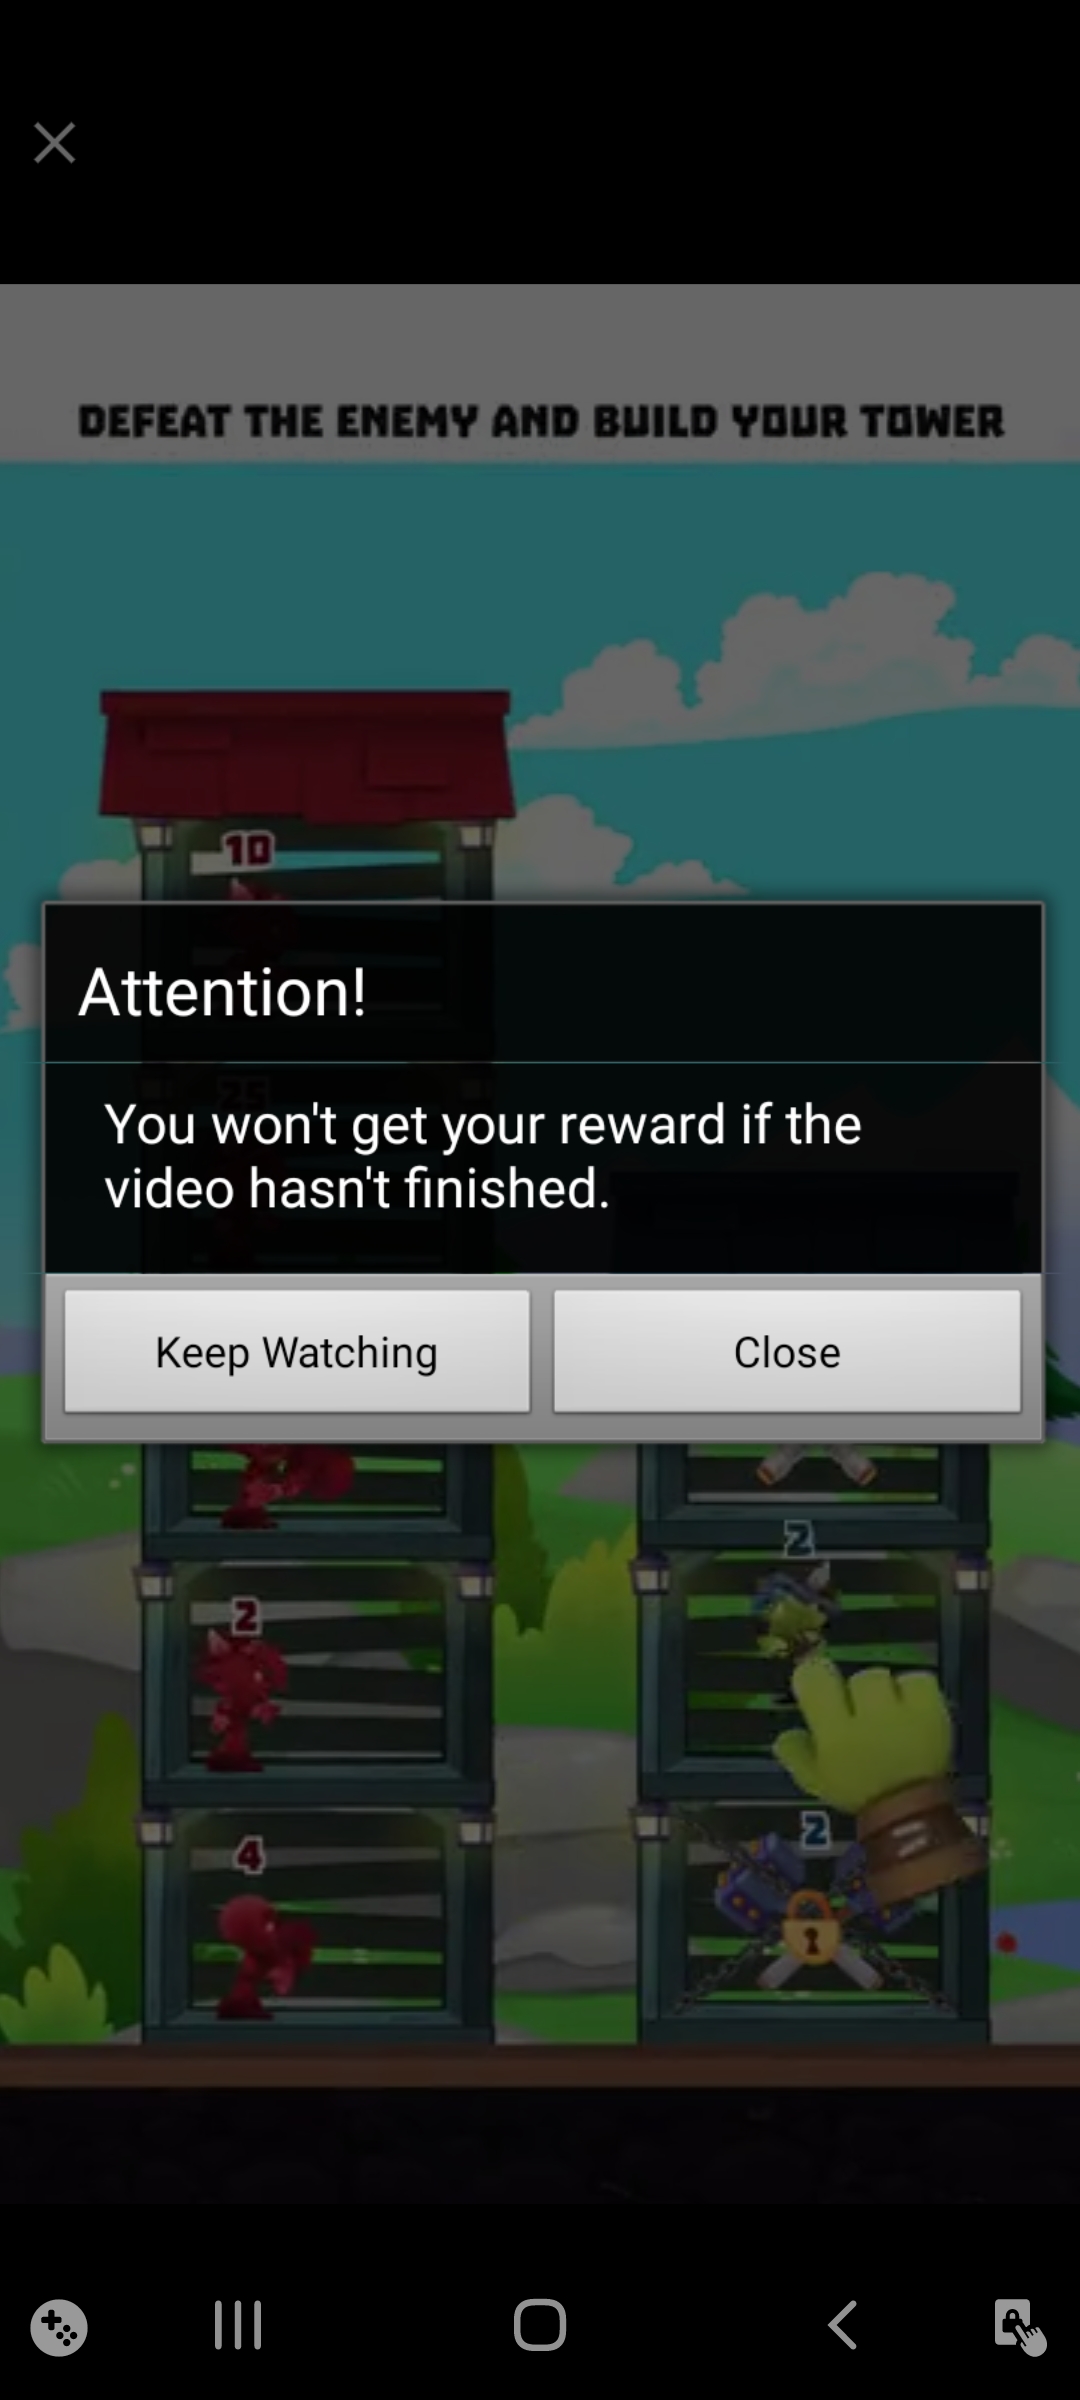 DEFEAT THE ENEMY AND BUILD YOUR TOWER
10
Attention!
25
You won't get your reward if the
video hasn't finished.
Keep Watching
Close
2
2
2
4